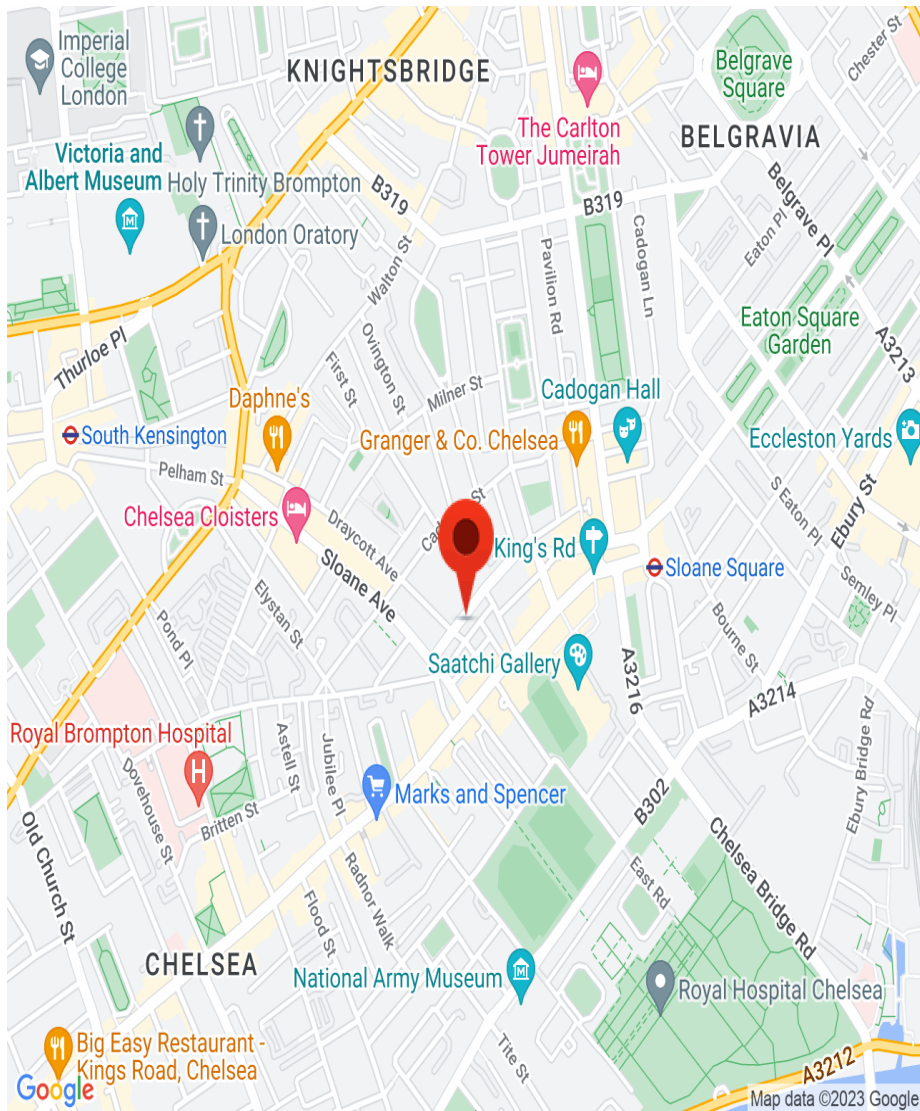 Imperial
College
London
KNIGHTSBRIDGE
Belgrave
Square
Chester St
The Carlton
Tower Jumeirah
BELGRAVIA
Victoria and
Albert Museum
Holy Trinity Brompton
B319
B319
Belgrave Pl
London Oratory
Walton St
Pavilion Rd
Cadogan Ln
Eaton Pl
Thurloe Pl
Ovington St
First St
Milner St
Eaton Square
Garden
A3213
Daphne's
Cadogan Hall
South Kensington
Granger & Co. Chelsea
Eccleston Yards
Pelham St
S Eaton Pl
Ebury St
Chelsea Cloisters
Draycott Ave
King's Rd
Sloane Square
Sloane Ave
Semley Pl
Elystan St
Bourne St
Pond Pl
Saatchi Gallery
A3216
A3214
Royal Brompton Hospital
Astell St
Jubilee Pl
Ebury Bridge Rd
Dovehouse St
Marks and Spencer
B302
Britten St
Old Church St
Radnor Walk
Flood St
East Rd
Chelsea Bridge Rd
CHELSEA
National Army Museum
Royal Hospital Chelsea
Tite St
Big Easy Restaurant -
Kings Road, Chelsea
A3212
Google
Map data ©2023 Google